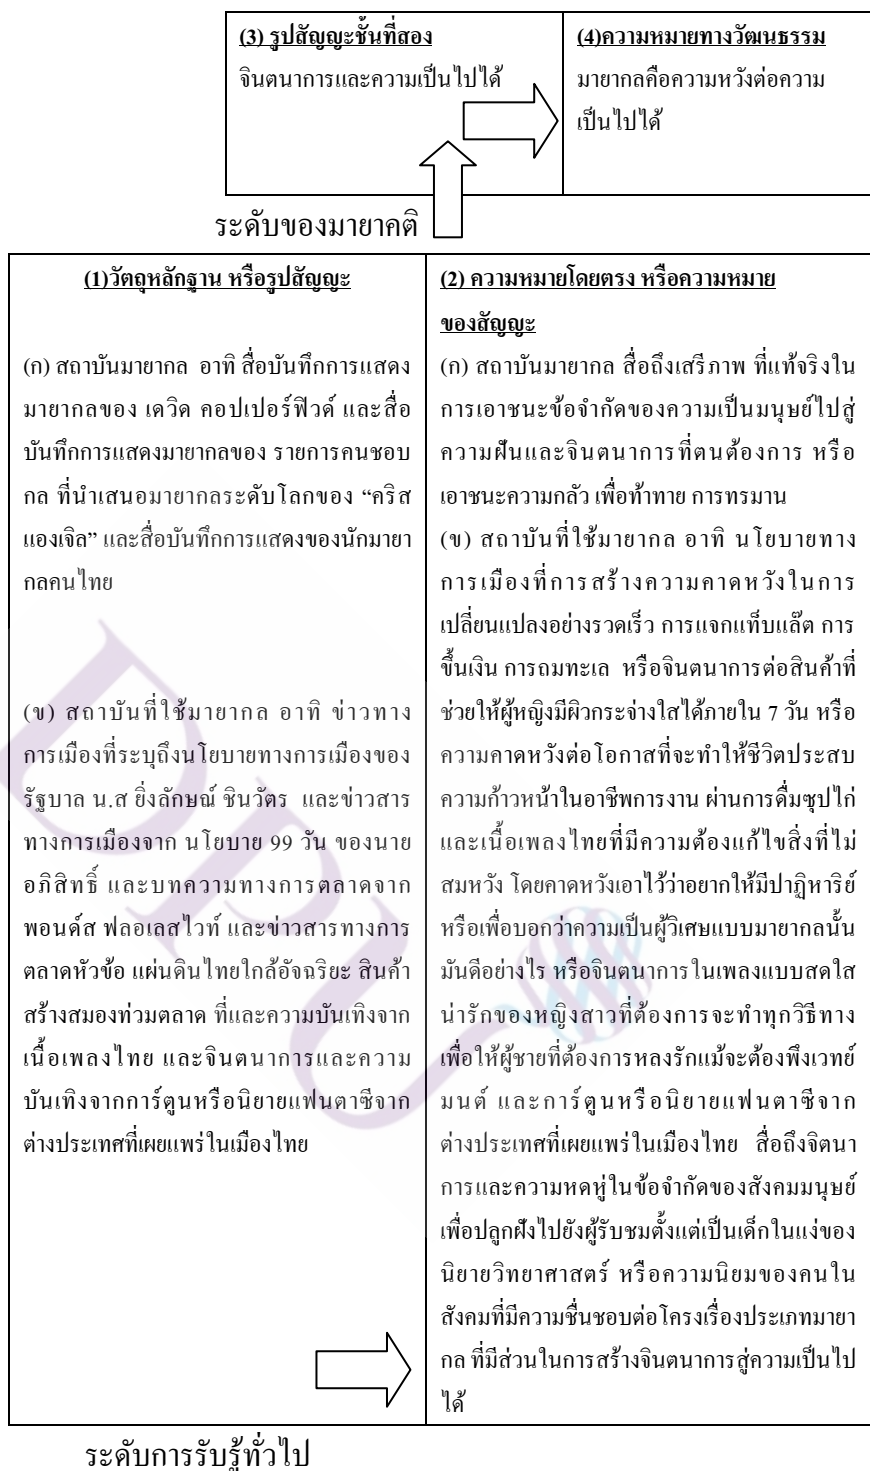 (3) รูปสัญญะชั้นที่สอง
จินตนาการและความเป็นไปได้
(4)ความหมายทางวัฒนธรรม
มายากลคือความหวังต่อความ
เป็นไปได้
ระดับของมายาคติ
(1)วัตถุหลักฐาน หรือรูปสัญญะ
(ก) สถาบันมายากล อาทิ สื่อบันทึกการแสดง
มายากลของ เดวิด คอปเปอร์ฟิวด์ และสื่อ
บันทึกการแสดงมายากลของ รายการคนชอบ
กล ที่นำเสนอมายากลระดับโลกของ “คริส
แองเจิล” และสื่อบันทึกการแสดงของนักมายา
กลคนไทย
(ข) สถาบันที่ใช้มายากล อาทิ ข่าวทาง
การเมืองที่ระบุถึงนโยบายทางการเมืองของ
รัฐบาล น.ส ยิ่งลักษณ์ ชินวัตร และข่าวสาร
ทางการเมืองจาก นโยบาย 99 วัน ของนาย
อภิสิทธิ์ และบทความทางการตลาดจาก
พอนด์ส ฟลอเลสไวท์ และข่าวสารทางการ
ตลาดหัวข้อ แผ่นดินไทยใกล้อัจฉริยะ สินค้า
สร้างสมองท่วมตลาด ที่และความบันเทิงจาก
เนื้อเพลงไทย และจินตนาการและความ
บันเทิงจากการ์ตูนหรือนิยายแฟนตาซีจาก
ต่างประเทศที่เผยแพร่ในเมืองไทย
(2) ความหมายโดยตรง หรือความหมาย
ของสัญญะ
(ก) สถาบันมายากล สื่อถึงเสรีภาพ ที่แท้จริงใน
การเอาชนะข้อจำกัดของความเป็นมนุษย์ไปสู่
ความฝันและจินตนาการที่ตนต้องการ หรือ
เอาชนะความกลัว เพื่อท้าทาย การทรมาน
(ข) สถาบันที่ใช้มายากล อาทิ นโยบายทาง
การเมืองที่การสร้างความคาดหวังในการ
เปลี่ยนแปลงอย่างรวดเร็ว การแจกแท็บแล๊ต การ
ขึ้นเงิน การถมทะเล หรือจินตนาการต่อสินค้าที่
ช่วยให้ผู้หญิงมีผิวกระจ่างใสได้ภายใน 7 วัน หรือ
ความคาดหวังต่อโอกาสที่จะทำให้ชีวิตประสบ
ความก้าวหน้าในอาชีพการงาน ผ่านการดื่มซุปไก่
และเนื้อเพลงไทยที่มีความต้องแก้ไขสิ่งที่ไม่
สมหวัง โดยคาดหวังเอาไว้ว่าอยากให้มีปาฏิหาริย์
หรือเพื่อบอกว่าความเป็นผู้วิเศษแบบมายากลนั้น
มันดีอย่างไร หรือจินตนาการในเพลงแบบสดใส
น่ารักของหญิงสาวที่ต้องการจะทำทุกวิธีทาง
เพื่อให้ผู้ชายที่ต้องการหลงรักแม้จะต้องพึงเวทย์
มนต์ และการ์ตูนหรือนิยายแฟนตาซีจาก
ต่างประเทศที่เผยแพร่ในเมืองไทย สื่อถึงจิตนา
การและความหดหู่ในข้อจำกัดของสังคมมนุษย์
เพื่อปลูกฝังไปยังผู้รับชมตั้งแต่เป็นเด็กในแง่ของ
นิยายวิทยาศาสตร์ หรือความนิยมของคนใน
สังคมที่มีความชื่นชอบต่อโครงเรื่องประเภทมายา
กล ที่มีส่วนในการสร้างจินตนาการสู่ความเป็นไป
ได้
ระดับการรับรู้ทั่วไป
DPU